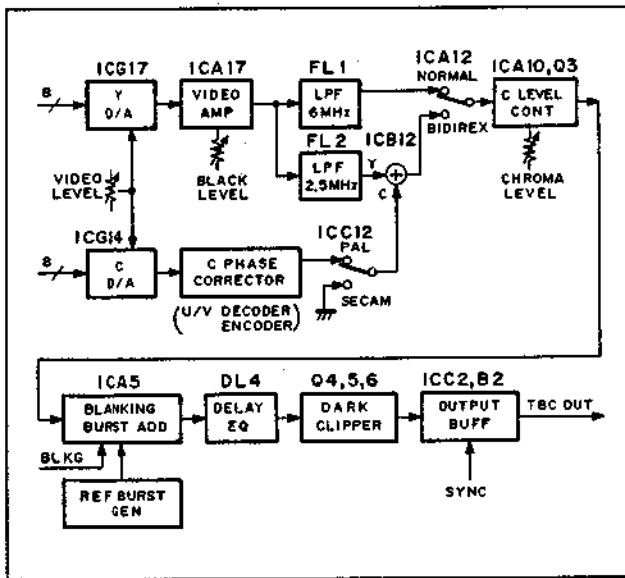 ICG17
ICA17
FL1
ICA12
ICA10,Q3
8
Y
D/A
VIDEO
AMP
LPF
6MHz
NORMAL
BIDIREX
C LEVEL
CONT
FL2
ICB12
LPF
2,5MHz
Y
C
VIDEO
LEVEL
BLACK
LEVEL
CHROMA
LEVEL
ICG14
8
C
D/A
C PHASE
CORRECTOR
(U/V DECODER
ENCODER)
ICC12
PAL
SECAM
ICA5
DL4
Q4,5,6
ICC2,B2
BLANKING
BURST ADD
DELAY
EQ
DARK
CLIPPER
OUTPUT
BUFF
TBC OUT
BLKG
REF BURST
GEN
SYNC